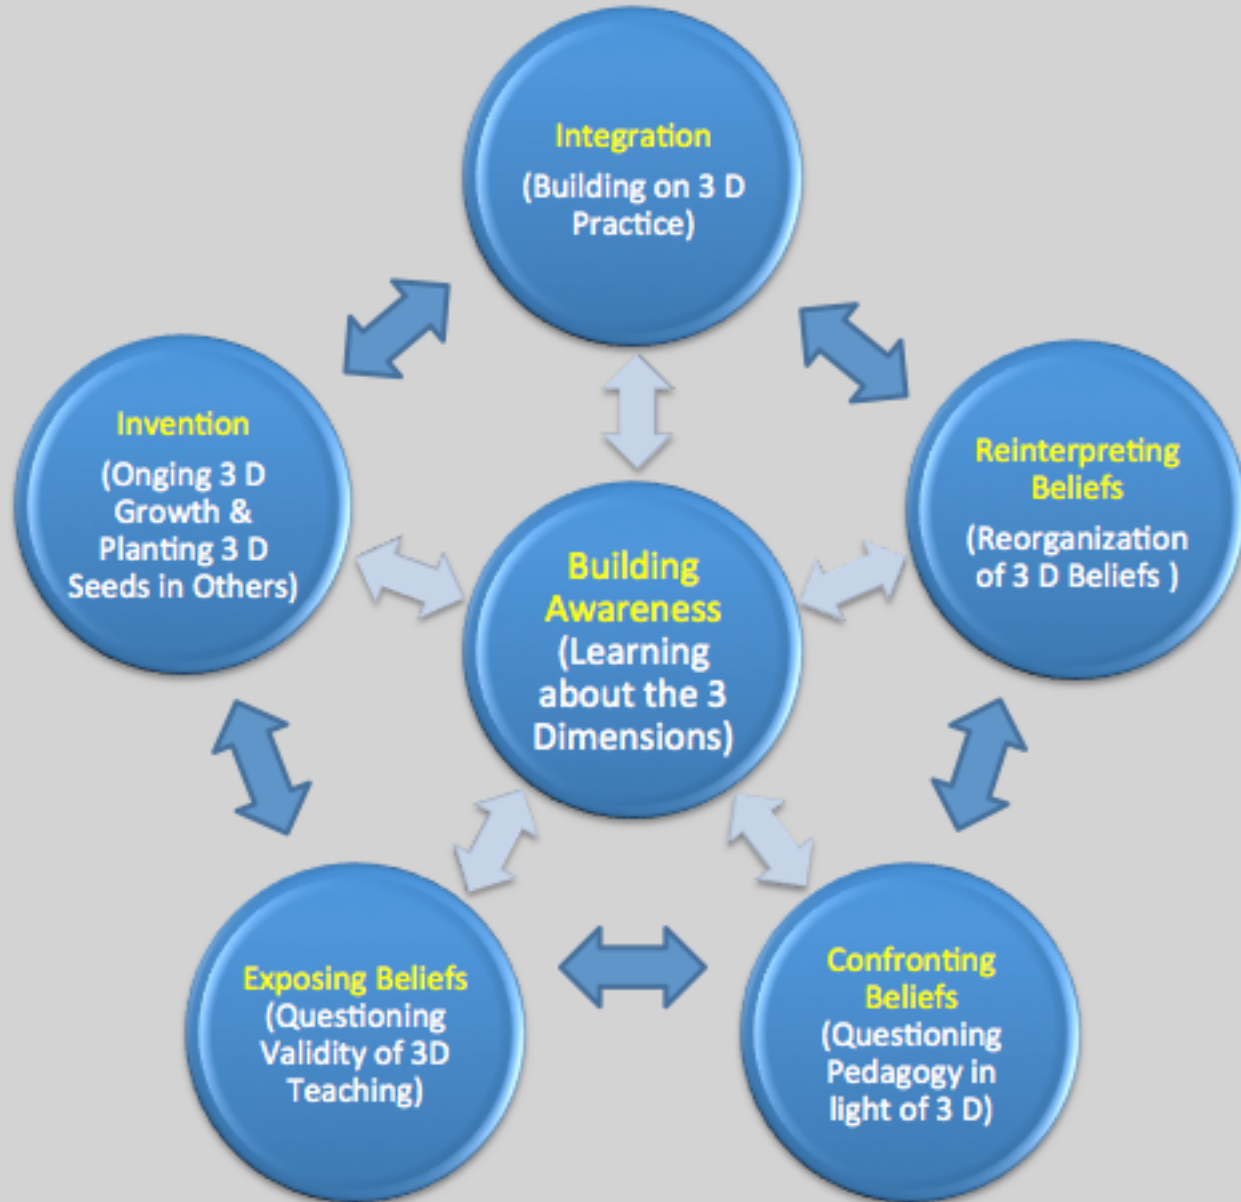 Integration
(Building on 3 D
Practice)
Invention
(Onging 3 D
Growth &
Planting 3 D
Seeds in Others)
Reinterpreting
Beliefs
(Reorganization
of 3 D Beliefs )
Building
Awareness
(Learning
about the 3
Dimensions)
Exposing Beliefs
(Questioning
Validity of 3D
Teaching)
Confronting
Beliefs
(Questioning
Pedagogy in
light of 3 D)